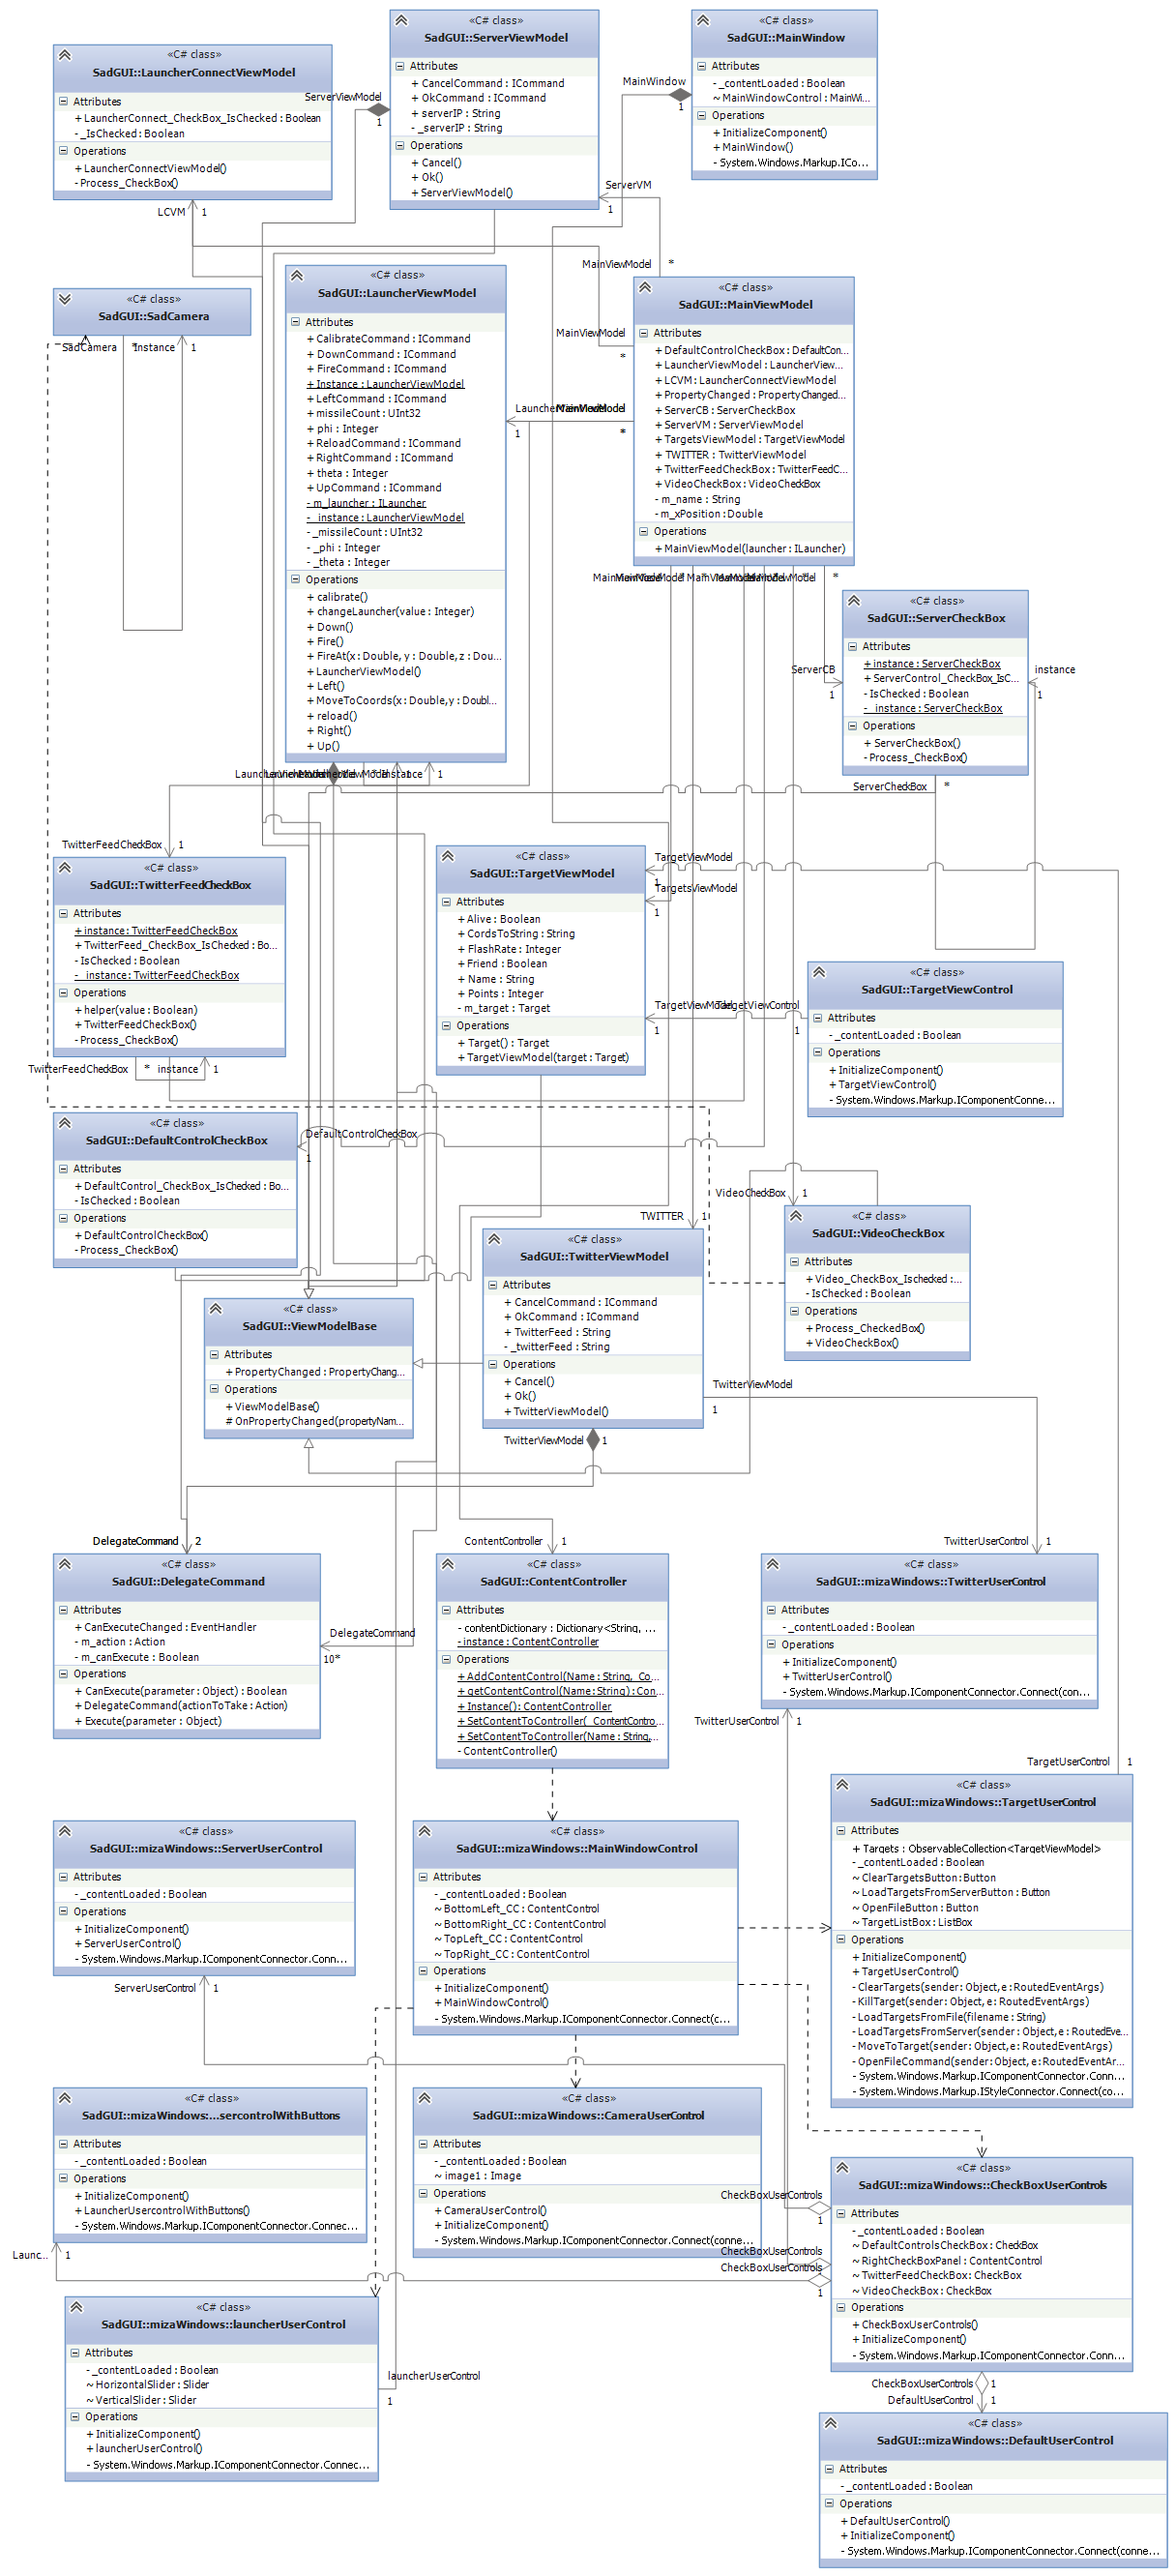 «C# class»
SadGUI::LauncherConnectViewModel
Attributes
+ LauncherConnect_CheckBox_IsChecked : Boolean
- _IsChecked : Boolean
Operations
+ LauncherConnectViewModel()
- Process_CheckBox()
LCVM
1
«C# class»
SadGUI::ServerViewModel
Attributes
+ CancelCommand : ICommand
+ OkCommand : ICommand
+ serverIP : String
- _serverIP : String
Operations
+ Cancel()
+ Ok()
+ ServerViewModel()
ServerViewModel
1
ServerVM
1
«C# class»
SadGUI::MainWindow
Attributes
- _contentLoaded : Boolean
~ MainWindowControl : MainWi...
Operations
+ InitializeComponent()
+ MainWindow()
- System.Windows.Markup.ICo...
MainWindow
1
MainViewModel
*
«C# class»
SadGUI::SadCamera
SadCamera
*
Instance
1
«C# class»
SadGUI::LauncherViewModel
Attributes
+ CalibrateCommand : ICommand
+ DownCommand : ICommand
+ FireCommand : ICommand
+ Instance : LauncherViewModel
+ LeftCommand : ICommand
+ missileCount : UInt32
+ phi : Integer
+ ReloadCommand : ICommand
+ RightCommand : ICommand
+ theta : Integer
+ UpCommand : ICommand
- m_launcher : ILauncher
- _instance : LauncherViewModel
- _missileCount : UInt32
- _phi : Integer
- _theta : Integer
Operations
+ calibrate()
+ changeLauncher(value : Integer)
+ Down()
+ Fire()
+ FireAt(x : Double, y : Double, z : Dou...
+ LauncherViewModel()
+ Left()
+ MoveToCoords(x : Double, y : Doubl...
+ reload()
+ Right()
+ Up()
Instance
1
1
«C# class»
SadGUI::MainViewModel
Attributes
+ DefaultControlCheckBox : DefaultCon...
+ LauncherViewModel : LauncherView...
+ LCVM : LauncherConnectViewModel
+ PropertyChanged : PropertyChanged...
+ ServerCB : ServerCheckBox
+ ServerVM : ServerViewModel
+ TargetsViewModel : TargetViewModel
+ TWITTER : TwitterViewModel
+ TwitterFeedCheckBox : TwitterFeedC...
+ VideoCheckBox : VideoCheckBox
- m_name : String
- m_xPosition : Double
Operations
+ MainViewModel(launcher : ILauncher)
MainViewModel
*
MainViewModel
*
1
*
«C# class»
SadGUI::ServerCheckBox
Attributes
+ instance : ServerCheckBox
+ ServerControl_CheckBox_IsC...
- IsChecked : Boolean
- _instance : ServerCheckBox
Operations
+ ServerCheckBox()
- Process_CheckBox()
ServerCB
1
instance
1
ServerCheckBox
*
TwitterFeedCheckBox
1
«C# class»
SadGUI::TwitterFeedCheckBox
Attributes
+ instance : TwitterFeedCheckBox
+ TwitterFeed_CheckBox_IsChecked : Bo...
- IsChecked : Boolean
- _instance : TwitterFeedCheckBox
Operations
+ helper(value : Boolean)
+ TwitterFeedCheckBox()
- Process_CheckBox()
TwitterFeedCheckBox
*
instance
1
«C# class»
SadGUI::TargetViewModel
Attributes
+ Alive : Boolean
+ CordsToString : String
+ FlashRate : Integer
+ Friend : Boolean
+ Name : String
+ Points : Integer
- m_target : Target
Operations
+ Target() : Target
+ TargetViewModel(target : Target)
TargetViewModel
1
TargetsViewModel
1
TargetViewModel
1
TargetViewControl
1
«C# class»
SadGUI::TargetViewControl
Attributes
- _contentLoaded : Boolean
Operations
+ InitializeComponent()
+ TargetViewControl()
- System.Windows.Markup.IComponentConne...
«C# class»
SadGUI::DefaultControlCheckBox
Attributes
+ DefaultControl_CheckBox_IsChecked : Bo...
- IsChecked : Boolean
Operations
+ DefaultControlCheckBox()
- Process_CheckBox()
DefaultControlCheckBox
1
«C# class»
SadGUI::VideoCheckBox
Attributes
+ Video_CheckBox_Ischecked : ...
- IsChecked : Boolean
Operations
+ Process_CheckedBox()
+ VideoCheckBox()
VideoCheckBox
1
TWITTER
1
«C# class»
SadGUI::TwitterViewModel
Attributes
+ CancelCommand : ICommand
+ OkCommand : ICommand
+ TwitterFeed : String
- _twitterFeed : String
Operations
+ Cancel()
+ Ok()
+ TwitterViewModel()
TwitterViewModel
1
TwitterViewModel
1
«C# class»
SadGUI::ViewModelBase
Attributes
+ PropertyChanged : PropertyChang...
Operations
+ ViewModelBase()
# OnPropertyChanged(propertyNam...
DelegateCommand
2
«C# class»
SadGUI::DelegateCommand
Attributes
+ CanExecuteChanged : EventHandler
- m_action : Action
- m_canExecute : Boolean
Operations
+ CanExecute(parameter : Object) : Boolean
+ DelegateCommand(actionToTake : Action)
+ Execute(parameter : Object)
DelegateCommand
10*
ContentController
1
«C# class»
SadGUI::ContentController
Attributes
- contentDictionary : Dictionary<String, ...
- instance : ContentController
Operations
+ AddContentControl(Name : String, Co...
+ getContentControl(Name : String) : Con...
+ Instance() : ContentController
+ SetContentToController(_ContentContro...
+ SetContentToController(Name : String,...
- ContentController()
TwitterUserControl
1
«C# class»
SadGUI::mizaWindows::TwitterUserControl
Attributes
- _contentLoaded : Boolean
Operations
+ InitializeComponent()
+ TwitterUserControl()
- System.Windows.Markup.IComponentConnector.Connect(con...
TwitterUserControl
1
TargetUserControl
1
«C# class»
SadGUI::mizaWindows::TargetUserControl
Attributes
+ Targets : ObservableCollection<TargetViewModel>
- _contentLoaded : Boolean
~ ClearTargetsButton : Button
~ LoadTargetsFromServerButton : Button
~ OpenFileButton : Button
~ TargetListBox : ListBox
Operations
+ InitializeComponent()
+ TargetUserControl()
- ClearTargets(sender : Object, e : RoutedEventArgs)
- KillTarget(sender : Object, e : RoutedEventArgs)
- LoadTargetsFromFile(filename : String)
- LoadTargetsFromServer(sender : Object, e : RoutedEve...
- MoveToTarget(sender : Object, e : RoutedEventArgs)
- OpenFileCommand(sender : Object, e : RoutedEventAr...
- System.Windows.Markup.IComponentConnector.Conn...
- System.Windows.Markup.IStyleConnector.Connect(co...
«C# class»
SadGUI::mizaWindows::ServerUserControl
Attributes
- _contentLoaded : Boolean
Operations
+ InitializeComponent()
+ ServerUserControl()
- System.Windows.Markup.IComponentConnector.Conne...
ServerUserControl
1
«C# class»
SadGUI::mizaWindows::MainWindowControl
Attributes
- _contentLoaded : Boolean
~ BottomLeft_CC : ContentControl
~ BottomRight_CC : ContentControl
~ TopLeft_CC : ContentControl
~ TopRight_CC : ContentControl
Operations
+ InitializeComponent()
+ MainWindowControl()
- System.Windows.Markup.IComponentConnector.Connect(c...
«C# class»
SadGUI::mizaWindows:...sercontrolWithButtons
Attributes
- _contentLoaded : Boolean
Operations
+ InitializeComponent()
+ LauncherUsercontrolWithButtons()
- System.Windows.Markup.IComponentConnector.Connec...
Launc...
1
«C# class»
SadGUI::mizaWindows::CameraUserControl
Attributes
- _contentLoaded : Boolean
~ image1 : Image
Operations
+ CameraUserControl()
+ InitializeComponent()
- System.Windows.Markup.IComponentConnector.Connect(conne...
CheckBoxUserControls
1
CheckBoxUserControls
CheckBoxUserControls
1
«C# class»
SadGUI::mizaWindows::CheckBoxUserControls
Attributes
- _contentLoaded : Boolean
~ DefaultControlsCheckBox : CheckBox
~ RightCheckBoxPanel : ContentControl
~ TwitterFeedCheckBox : CheckBox
~ VideoCheckBox : CheckBox
Operations
+ CheckBoxUserControls()
+ InitializeComponent()
- System.Windows.Markup.IComponentConnector.Conn...
CheckBoxUserControls
1
DefaultUserControl
1
«C# class»
SadGUI::mizaWindows::launcherUserControl
Attributes
- _contentLoaded : Boolean
~ HorizontalSlider : Slider
~ VerticalSlider : Slider
Operations
+ InitializeComponent()
+ launcherUserControl()
- System.Windows.Markup.IComponentConnector.Connec...
launcherUserControl
1
«C# class»
SadGUI::mizaWindows::DefaultUserControl
Attributes
- _contentLoaded : Boolean
Operations
+ DefaultUserControl()
+ InitializeComponent()
- System.Windows.Markup.IComponentConnector.Connect(conne...